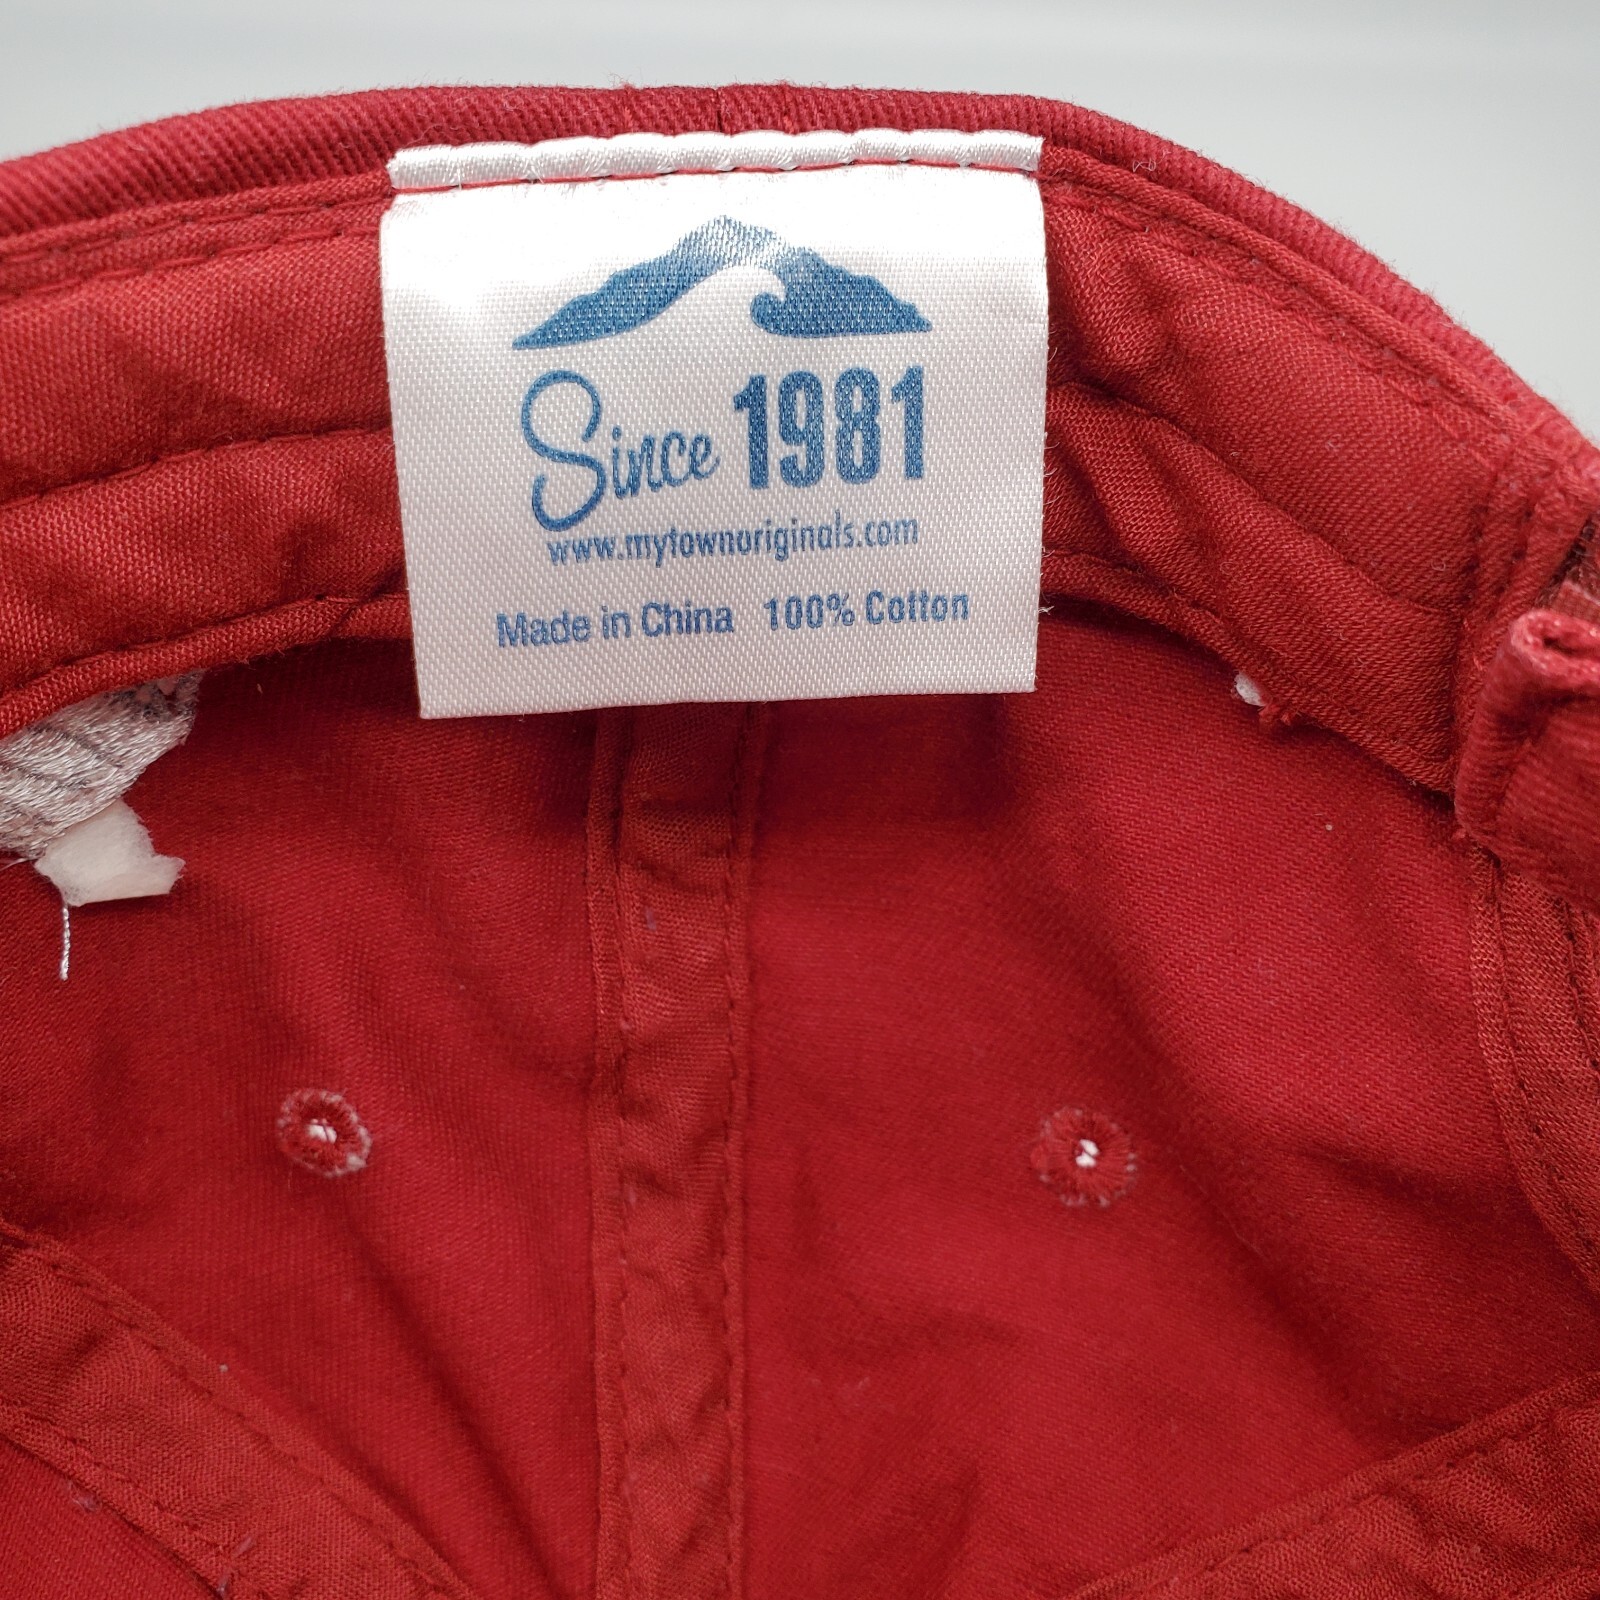 Since 1981
www.mytownoriginals.com
Made in China 100% Cotton